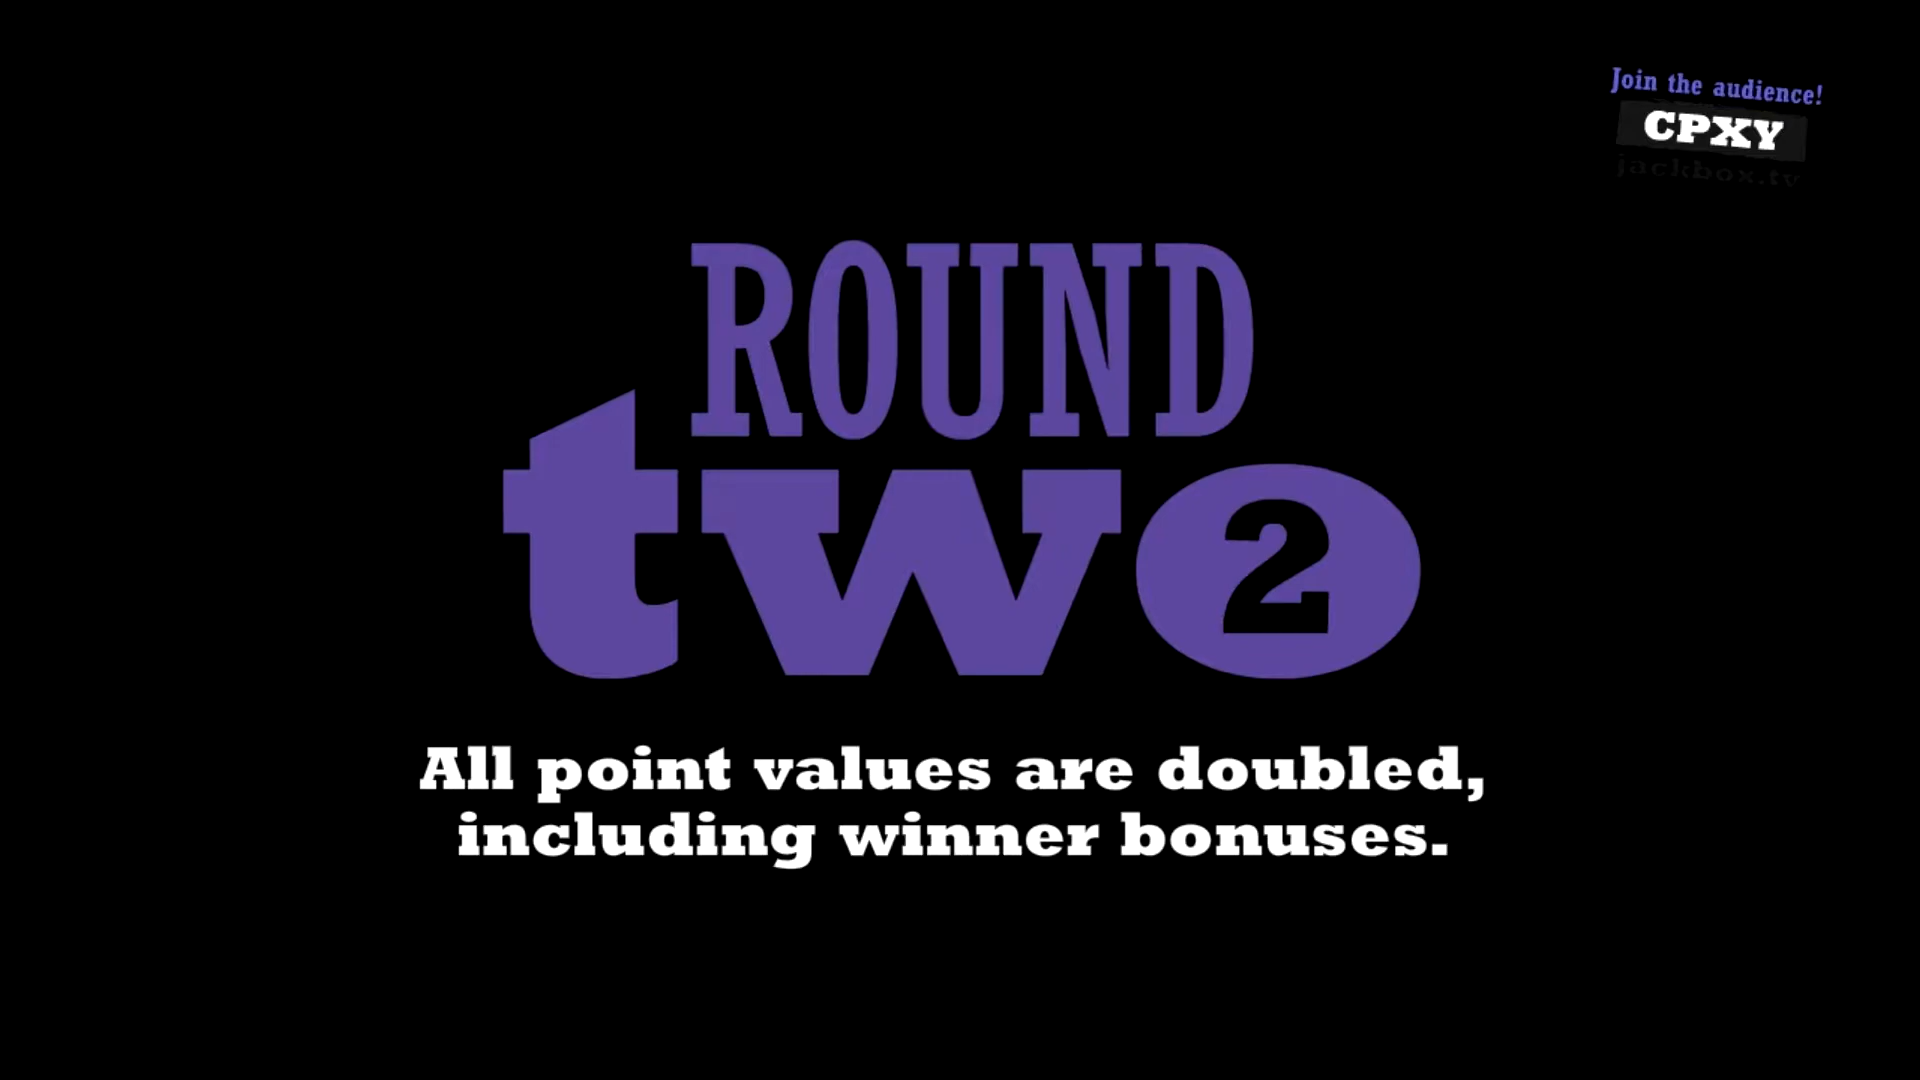 Join the audience!
CPXY
jackbox.tv
ROUND
two
2
All point values are doubled,
including winner bonuses.